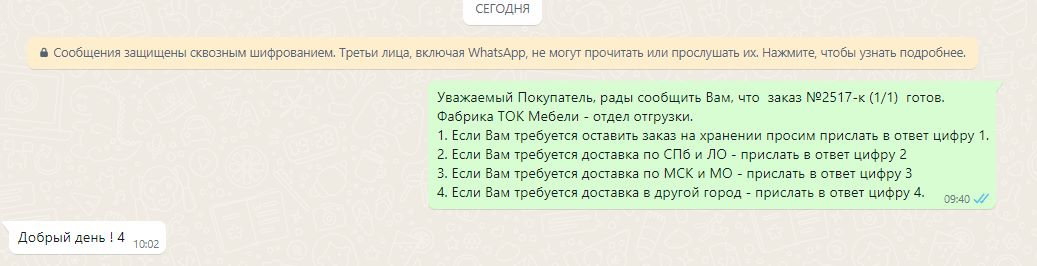 СЕГОДНЯ
Сообщения защищены сквозным шифрованием. Третьи лица, включая WhatsApp, не могут прочитать или прослушать их. Нажмите, чтобы узнать подробнее.
Уважаемый Покупатель, рады сообщить Вам, что заказ №2517-к (1/1) готов.
Фабрика ТОК Мебели - отдел отгрузки.
1. Если Вам требуется оставить заказ на хранении просим прислать в ответ цифру 1.
2. Если Вам требуется доставка по СПб и ЛО - прислать в ответ цифру 2
3. Если Вам требуется доставка по МСК и МО - прислать в ответ цифру 3
4. Если Вам требуется доставка в другой город - прислать в ответ цифру 4.
09:40
Добрый день ! 4
10:02